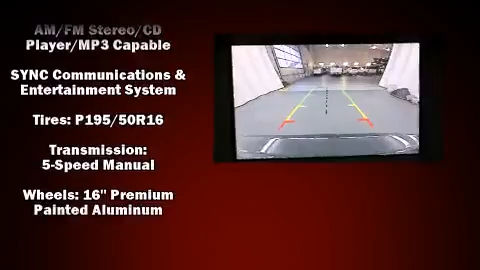 AM/FM Stereo/CD
Player/MP3 Capable
SYNC Communications &
Entertainment System
Tires: P195/50R16
Transmission:
5-Speed Manual
Wheels: 16" Premium
Painted Aluminum